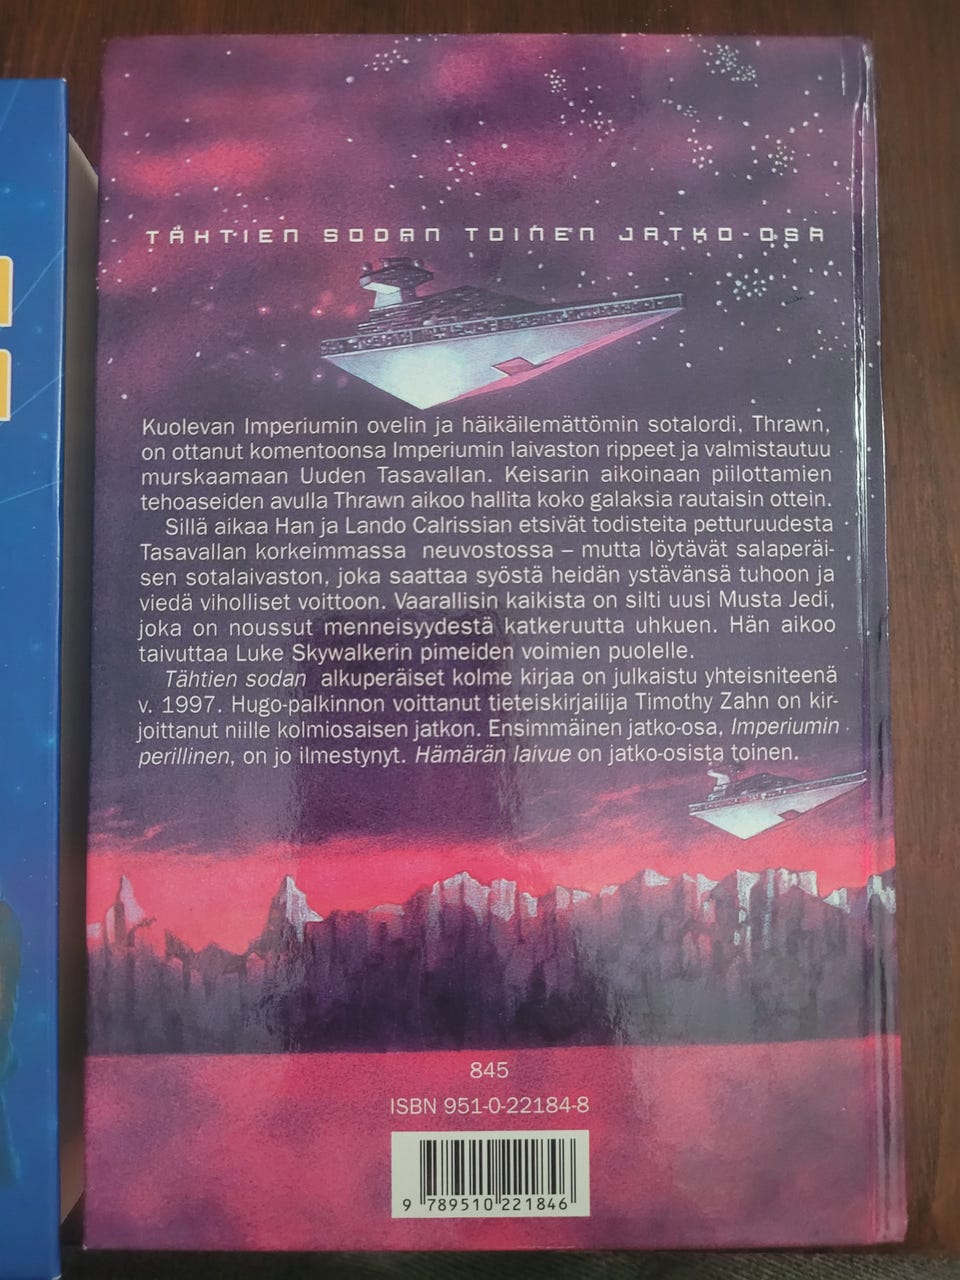 TÄHTIEN SODAN TOINEN JATKO-OSA
Kuolevan Imperiumin ovelin ja häikäilemättömin sotalordi, Thrawn,
on ottanut komentoonsa Imperiumin laivaston rippeet ja valmistautuu
murskaamaan Uuden Tasavallan. Keisarin aikoinaan piilottamien
tehoaseiden avulla Thrawn aikoo hallita koko galaksia rautaisin ottein.
Sillä aikaa Han ja Lando Calrissian etsivät todisteita petturuudesta
Tasavallan korkeimmassa neuvostossa – mutta löytävät salaperäi-
sen sotalaivaston, joka saattaa syöstä heidän ystävänsä tuhoon ja
viedä viholliset voittoon. Vaarallisin kaikista on silti uusi Musta Jedi,
joka on noussut menneisyydestä katkeruutta uhkuen. Hän aikoo
taivuttaa Luke Skywalkerin pimeiden voimien puolelle.
Tähtien sodan alkuperäiset kolme kirjaa on julkaistu yhteisniteenä
v. 1997. Hugo-palkinnon voittanut tieteiskirjailija Timothy Zahn on kir-
joittanut niille kolmiosaisen jatkon. Ensimmäinen jatko-osa, Imperiumin
perillinen, on jo ilmestynyt. Hämärän laivue on jatko-osista toinen.
845
ISBN 951-0-22184-8
9 789510 221846